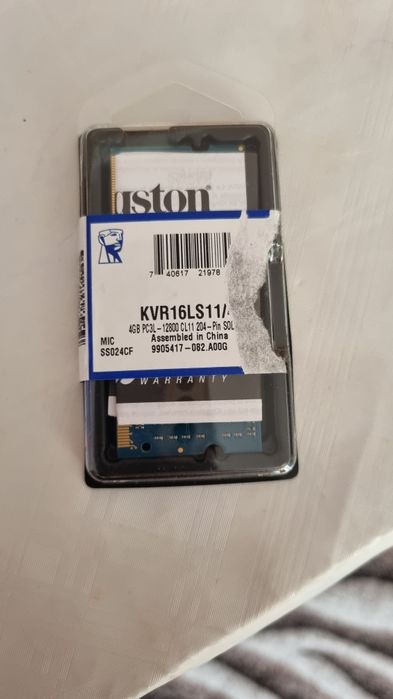 gston
7 40617 21978
KVR16LS11/
4GB PC3L-12800 CL11 204-Pin SO
MIC
Assembled in China
SS024CF
9905417-082.A00G
WARRANTY